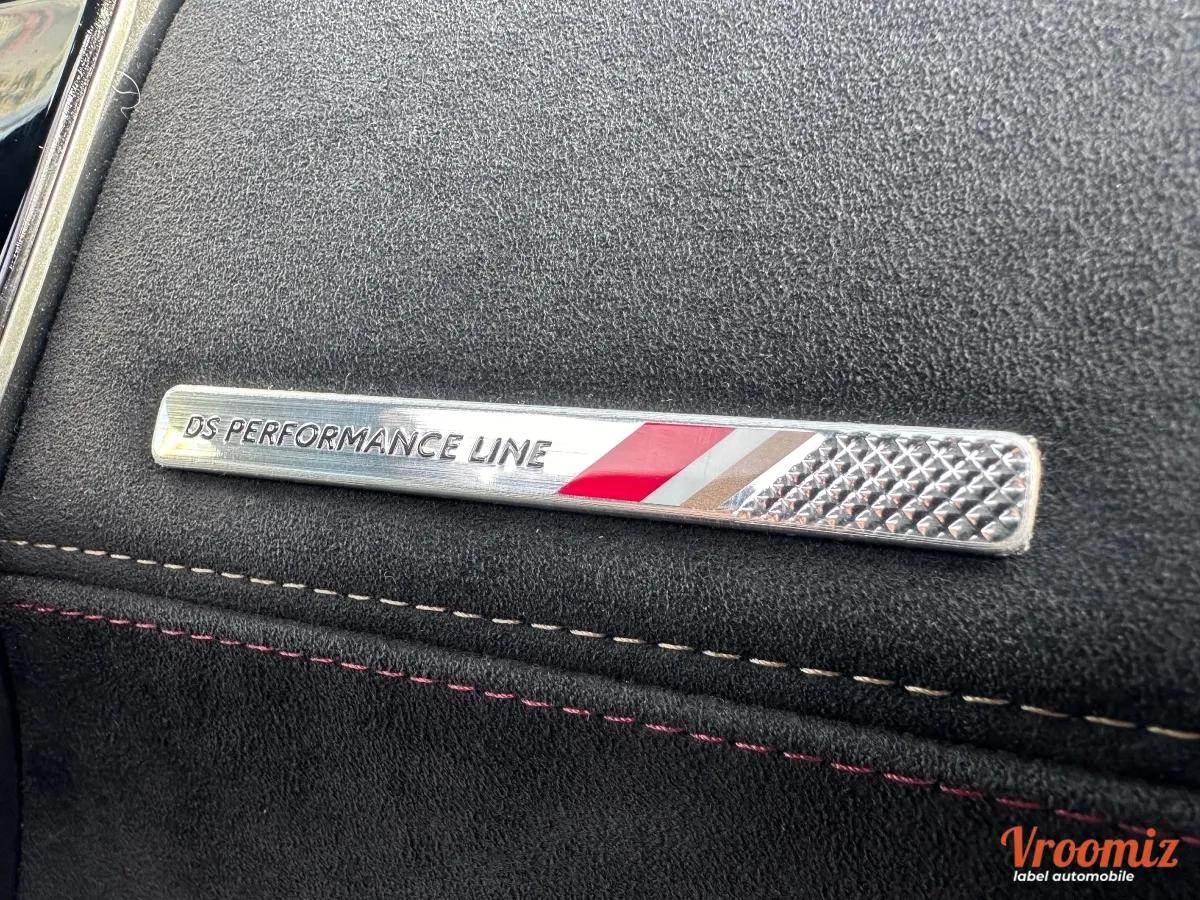 DS PERFORMANCE LINE
Vroomiz
label automobile